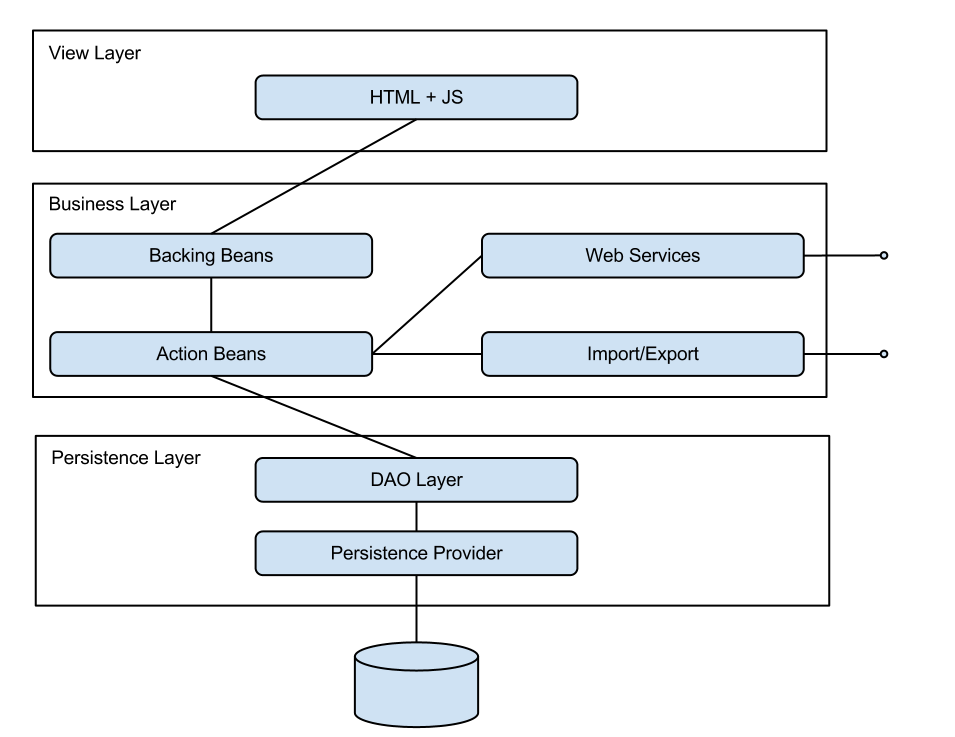 View Layer
HTML + JS
Business Layer
Backing Beans
Web Services
Action Beans
Import/Export
Persistence Layer
DAO Layer
Persistence Provider